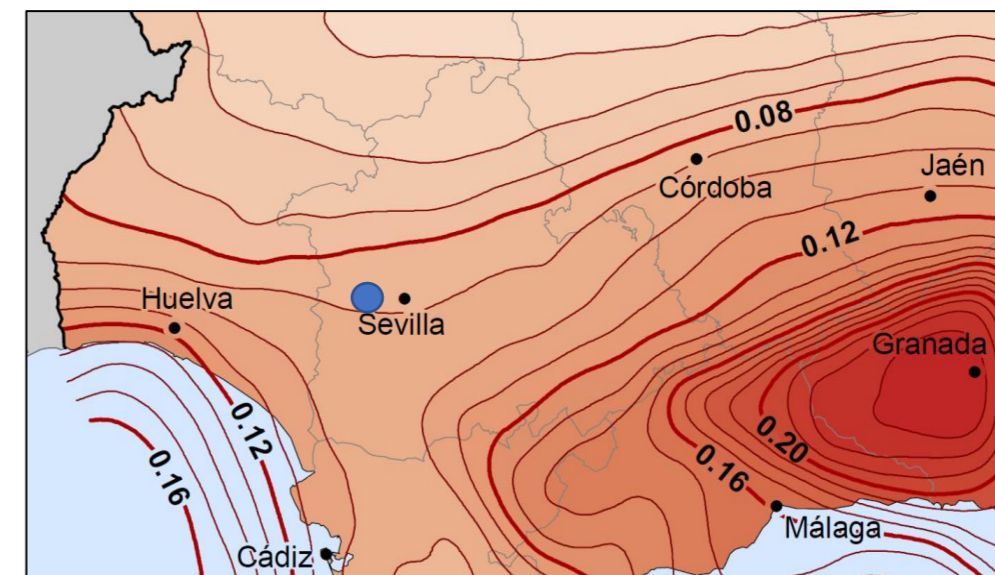 0.08
Jaén
Córdoba
0.12
Huelva
Sevilla
Granada
0.12
0.20
0.16
0.16
Málaga
Cádiz